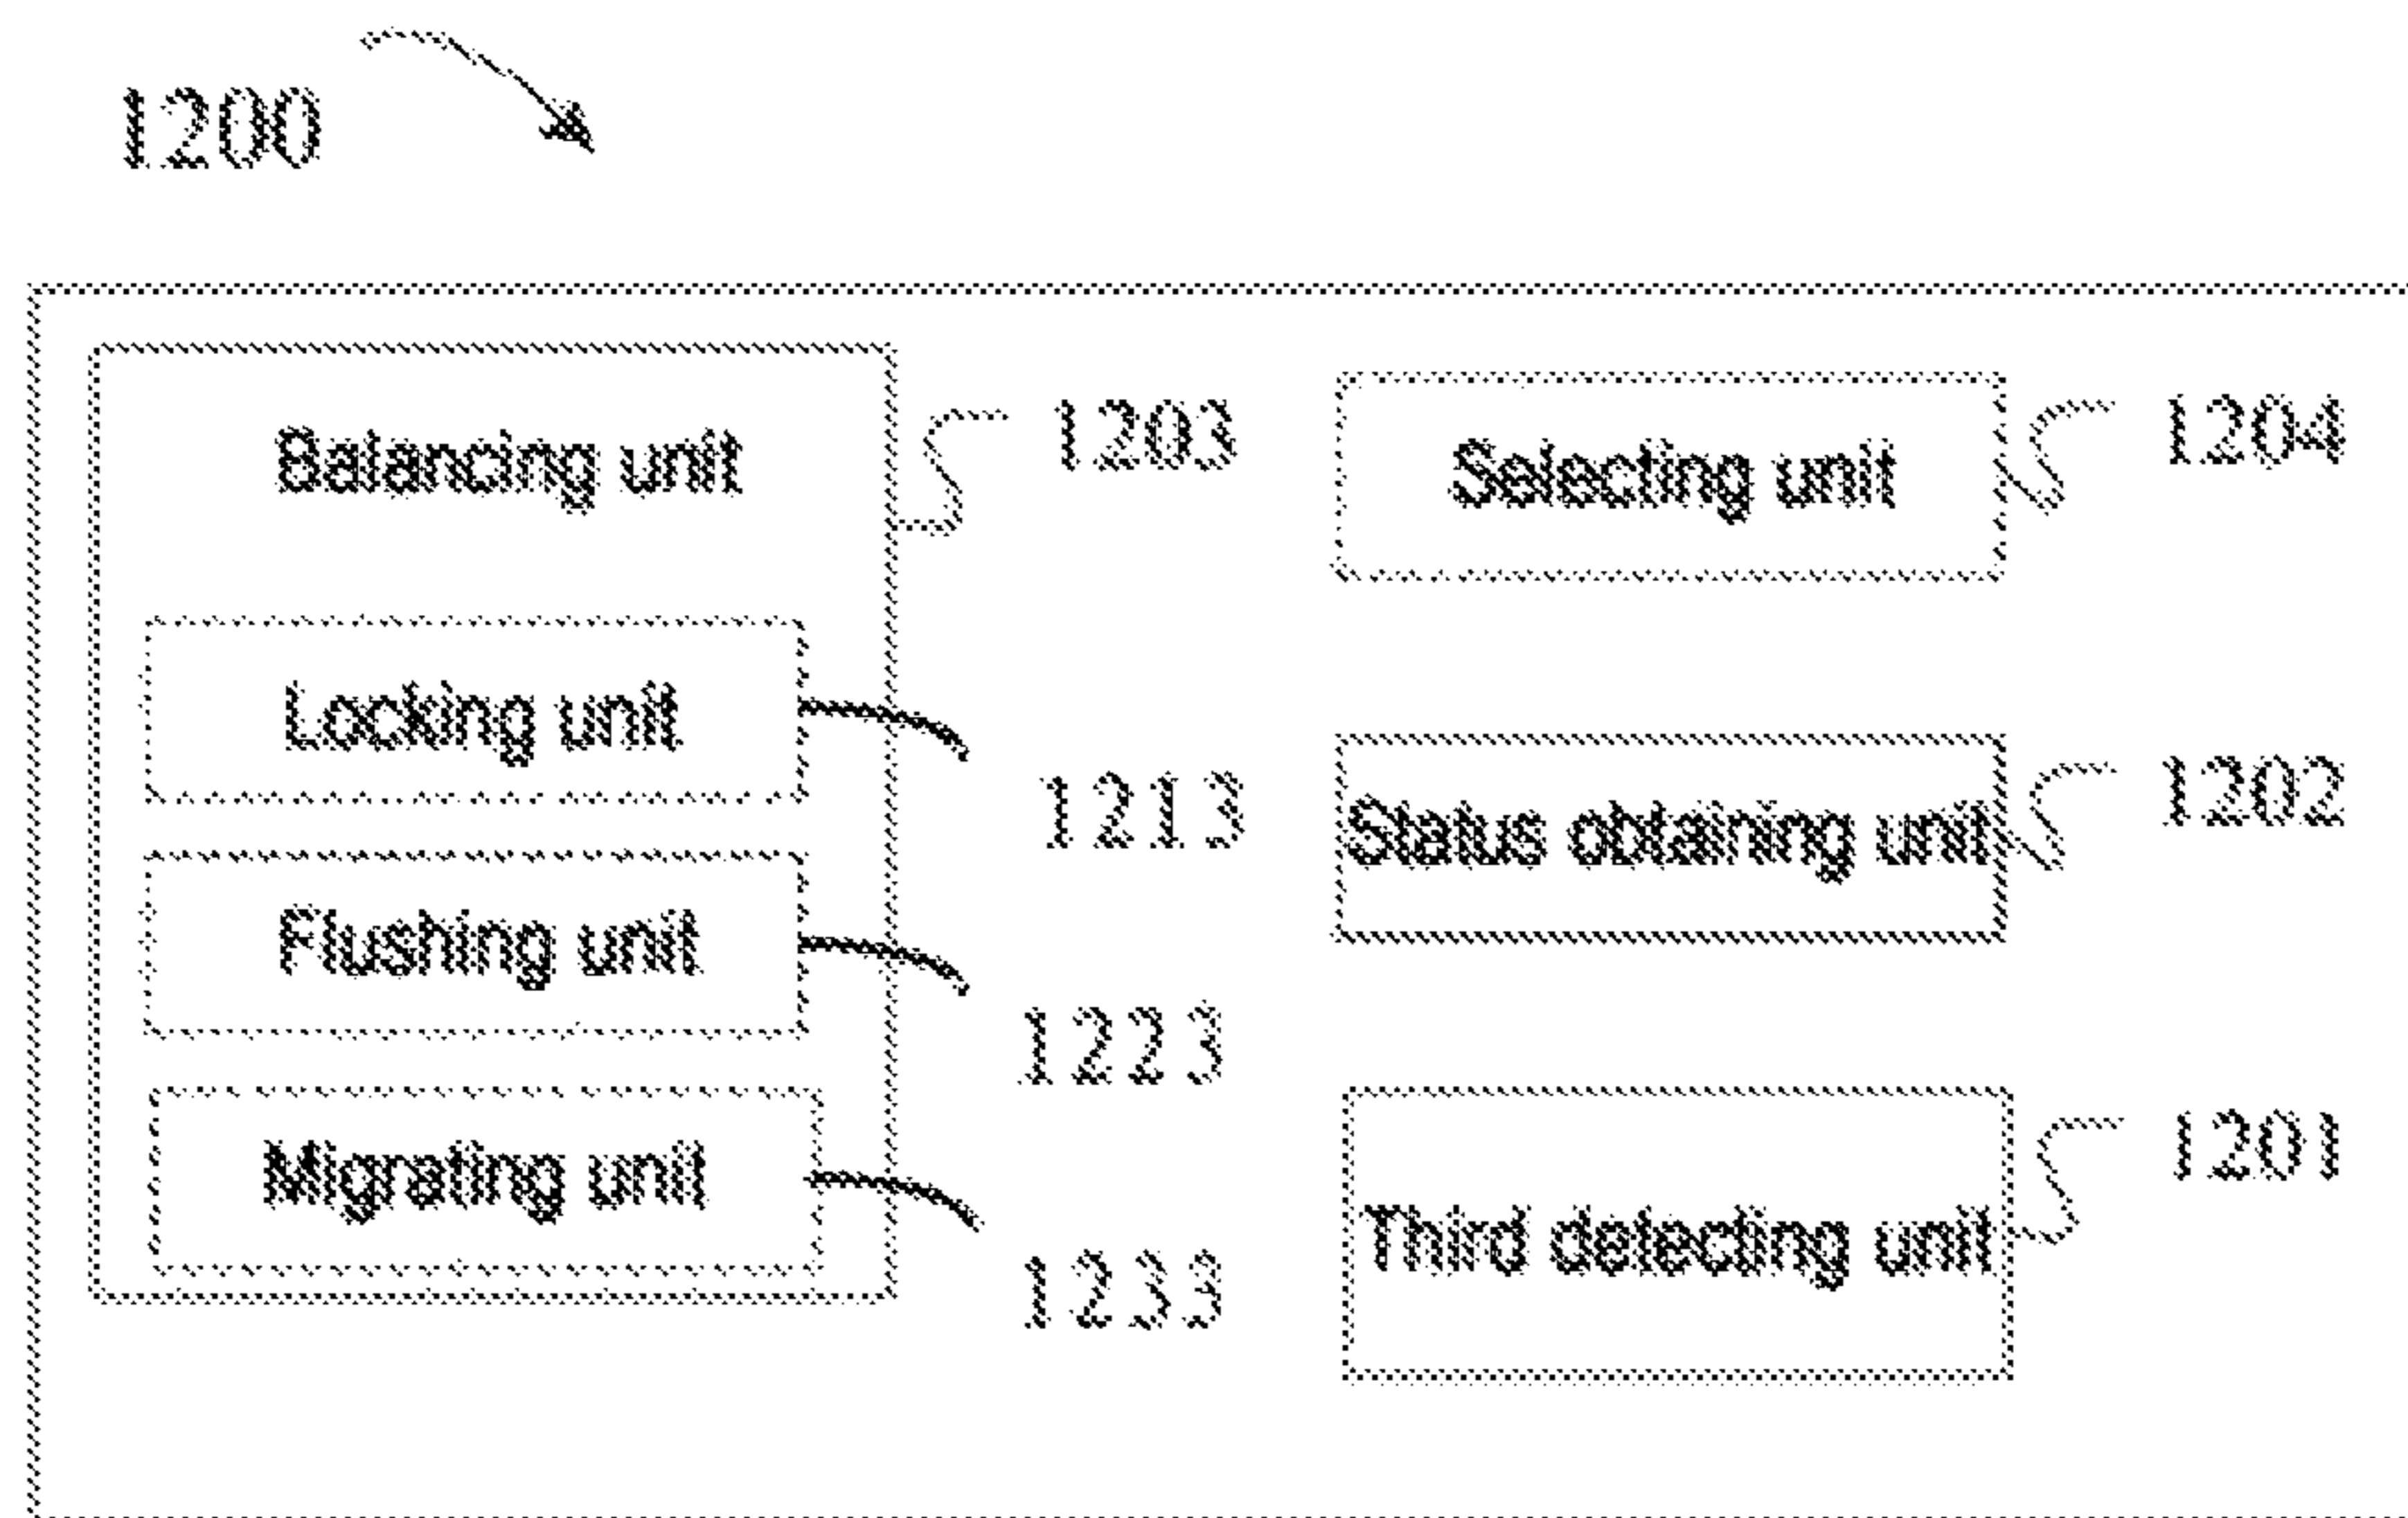 1200
Balancing unit
1203
Locking unit
1213
Flushing unit
1223
Migrating unit
1233
Selecting unit
1204
Status obtaining unit
1202
Third detecting unit
1201